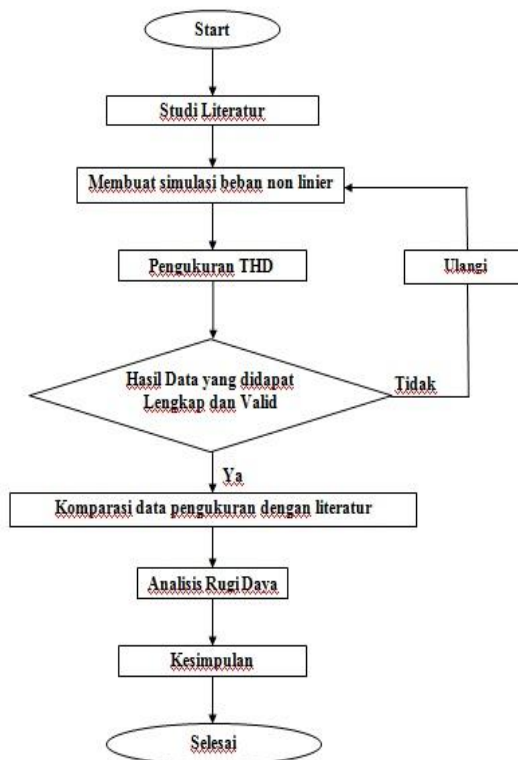 Start
Studi Literatur
Membuat simulasi beban non linier
Pengukuran THD
Ulangi
Hasil Data yang didapat
Lengkap dan Valid
Tidak
Ya
Komparasi data pengukuran dengan literatur
Analisis Rugi Daya
Kesimpulan
Selesai